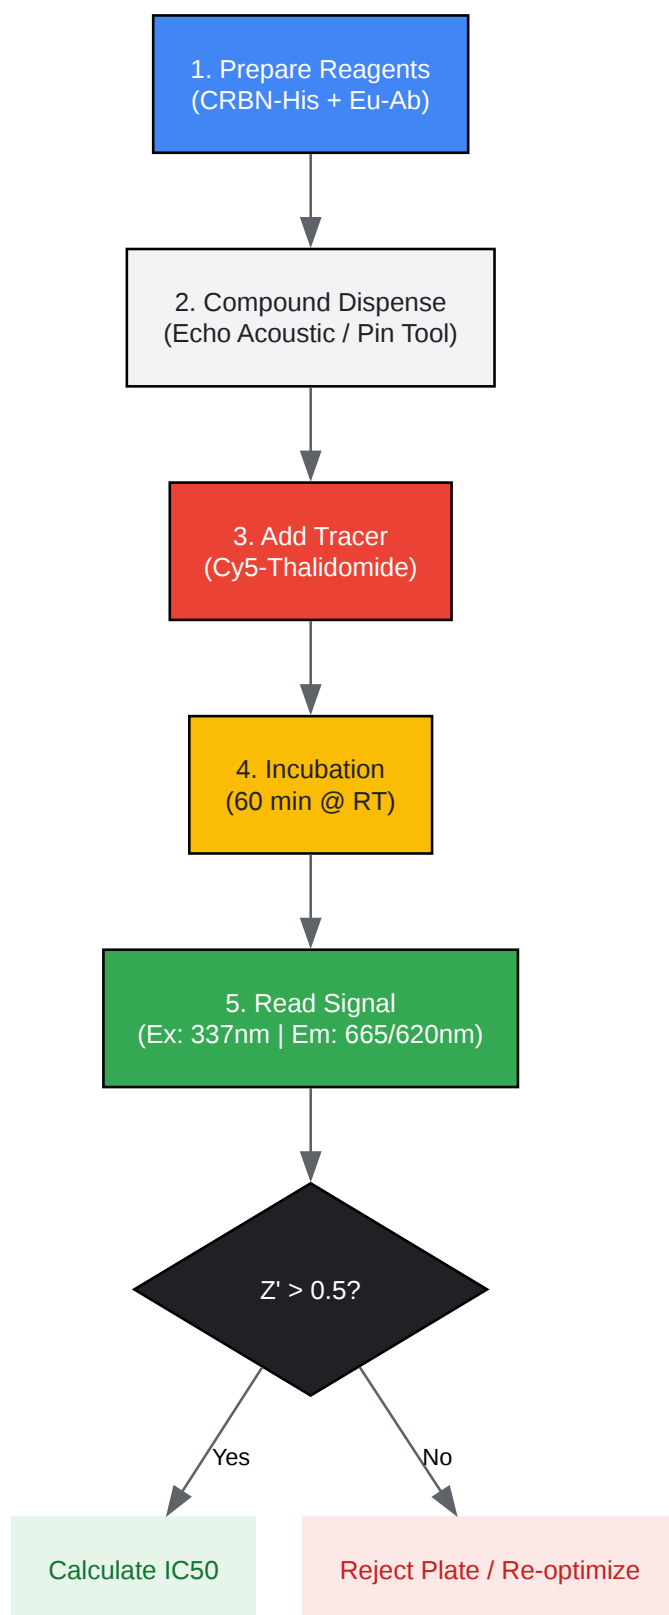 1. Prepare Reagents
(CRBN-His + Eu-Ab)
2. Compound Dispense
(Echo Acoustic / Pin Tool)
3. Add Tracer
(Cy5-Thalidomide)
4. Incubation
(60 min @ RT)
5. Read Signal
(Ex: 337nm | Em: 665/620nm)
Z' > 0.5?
Yes
No
Calculate IC50
Reject Plate / Re-optimize